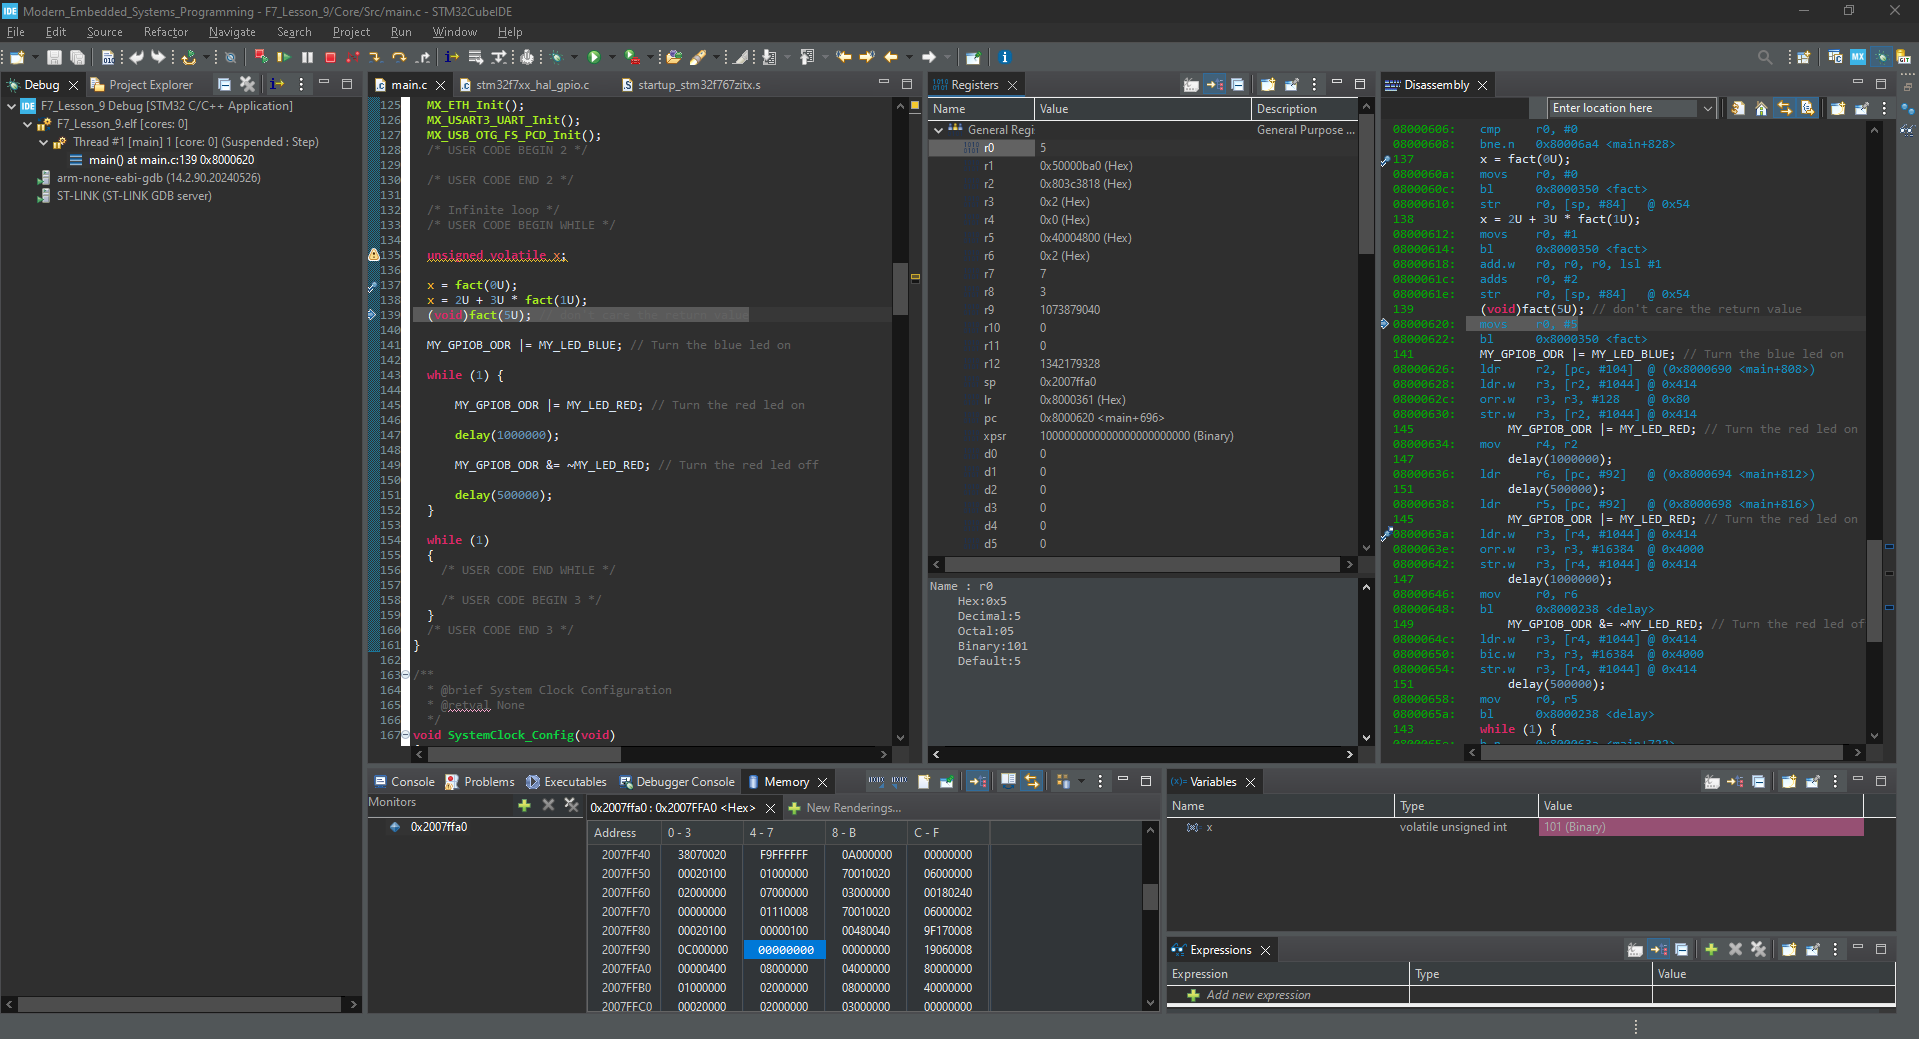 Modern_Embedded_Systems_Programming - F7_Lesson_9/Core/Src/main.c - STM32CubeIDE
File Edit Source Refactor Navigate Search Project Run Window Help
Debug Project Explorer
F7_Lesson_9 Debug [STM32 C/C++ Application]
F7_Lesson_9.elf [cores: 0]
Thread #1 [main] 1 [core: 0] (Suspended : Step)
main() at main.c:139 0x8000620
arm-none-eabi-gdb (14.2.90.20240526)
ST-LINK (ST-LINK GDB server)
main.c stm32f7xx_hal_gpio.c startup_stm32f767zitx.s
125 MX_ETH_Init();
126 MX_USART3_UART_Init();
127 MX_USB_OTG_FS_PCD_Init();
128 /* USER CODE BEGIN 2 */
129
130 /* USER CODE END 2 */
131
132 /* Infinite loop */
133 /* USER CODE BEGIN WHILE */
134
135 unsigned volatile x;
136
137 x = fact(0U);
138 x = 2U + 3U * fact(1U);
139 (void)fact(5U); // don't care the return value
140
141 MY_GPIOB_ODR |= MY_LED_BLUE; // Turn the blue led on
142
143 while (1) {
144
145 MY_GPIOB_ODR |= MY_LED_RED; // Turn the red led on
146
147 delay(1000000);
148
149 MY_GPIOB_ODR &= ~MY_LED_RED; // Turn the red led off
150
151 delay(500000);
152 }
153
154 while (1)
155 {
156 /* USER CODE END WHILE */
157
158 /* USER CODE BEGIN 3 */
159 }
160 /* USER CODE END 3 */
161 }
162
163 /**
164 * @brief System Clock Configuration
165 * @retval None
166 */
167 void SystemClock_Config(void)
Registers
Name Value Description
General Regi General Purpose ...
r0 5
r1 0x50000ba0 (Hex)
r2 0x803c3818 (Hex)
r3 0x2 (Hex)
r4 0x0 (Hex)
r5 0x40004800 (Hex)
r6 0x2 (Hex)
r7 7
r8 3
r9 1073879040
r10 0
r11 0
r12 1342179328
sp 0x2007ffa0
lr 0x8000361 (Hex)
pc 0x8000620 <main+696>
xpsr 1000000000000000000000000 (Binary)
d0 0
d1 0
d2 0
d3 0
d4 0
d5 0
Name : r0
Hex:0x5
Decimal:5
Octal:05
Binary:101
Default:5
Disassembly
Enter location here
08000606: cmp r0, #0
08000608: bne.n 0x80006a4 <main+828>
137 x = fact(0U);
0800060a: movs r0, #0
0800060c: bl 0x8000350 <fact>
08000610: str r0, [sp, #84] @ 0x54
138 x = 2U + 3U * fact(1U);
08000612: movs r0, #1
08000614: bl 0x8000350 <fact>
08000618: add.w r0, r0, r0, lsl #1
0800061c: adds r0, #2
0800061e: str r0, [sp, #84] @ 0x54
139 (void)fact(5U); // don't care the return value
08000620: movs r0, #5
08000622: bl 0x8000350 <fact>
141 MY_GPIOB_ODR |= MY_LED_BLUE; // Turn the blue led on
08000626: ldr r2, [pc, #104] @ (0x8000690 <main+808>)
08000628: ldr.w r3, [r2, #1044] @ 0x414
0800062c: orr.w r3, r3, #128 @ 0x80
08000630: str.w r3, [r2, #1044] @ 0x414
145 MY_GPIOB_ODR |= MY_LED_RED; // Turn the red led on
08000634: mov r4, r2
147 delay(1000000);
08000636: ldr r6, [pc, #92] @ (0x8000694 <main+812>)
151 delay(500000);
08000638: ldr r5, [pc, #92] @ (0x8000698 <main+816>)
145 MY_GPIOB_ODR |= MY_LED_RED; // Turn the red led on
0800063a: ldr.w r3, [r4, #1044] @ 0x414
0800063e: orr.w r3, r3, #16384 @ 0x4000
08000642: str.w r3, [r4, #1044] @ 0x414
147 delay(1000000);
08000646: mov r0, r6
08000648: bl 0x8000238 <delay>
149 MY_GPIOB_ODR &= ~MY_LED_RED; // Turn the red led of
0800064c: ldr.w r3, [r4, #1044] @ 0x414
08000650: bic.w r3, r3, #16384 @ 0x4000
08000654: str.w r3, [r4, #1044] @ 0x414
151 delay(500000);
08000658: mov r0, r5
0800065a: bl 0x8000238 <delay>
143 while (1) {
0800065e: b.n 0x800063a <main+722>
Console Problems Executables Debugger Console Memory
Monitors
0x2007ffa0
0x2007ffa0 : 0x2007FFA0 <Hex> New Renderings...
Address 0 - 3 4 - 7 8 - B C - F
2007FF40 38070020 F9FFFFFF 0A000000 00000000
2007FF50 00020100 01000000 70010020 06000000
2007FF60 02000000 07000000 03000000 00180240
2007FF70 00000000 01110008 70010020 06000002
2007FF80 00020100 00000100 00480040 9F170008
2007FF90 0C000000 00000000 00000000 19060008
2007FFA0 00000400 08000000 04000000 80000000
2007FFB0 01000000 02000000 08000000 40000000
2007FFC0 00020000 02000000 03000000 00000000
(x)= Variables
Name Type Value
x volatile unsigned int 101 (Binary)
Expressions
Expression Type Value
Add new expression